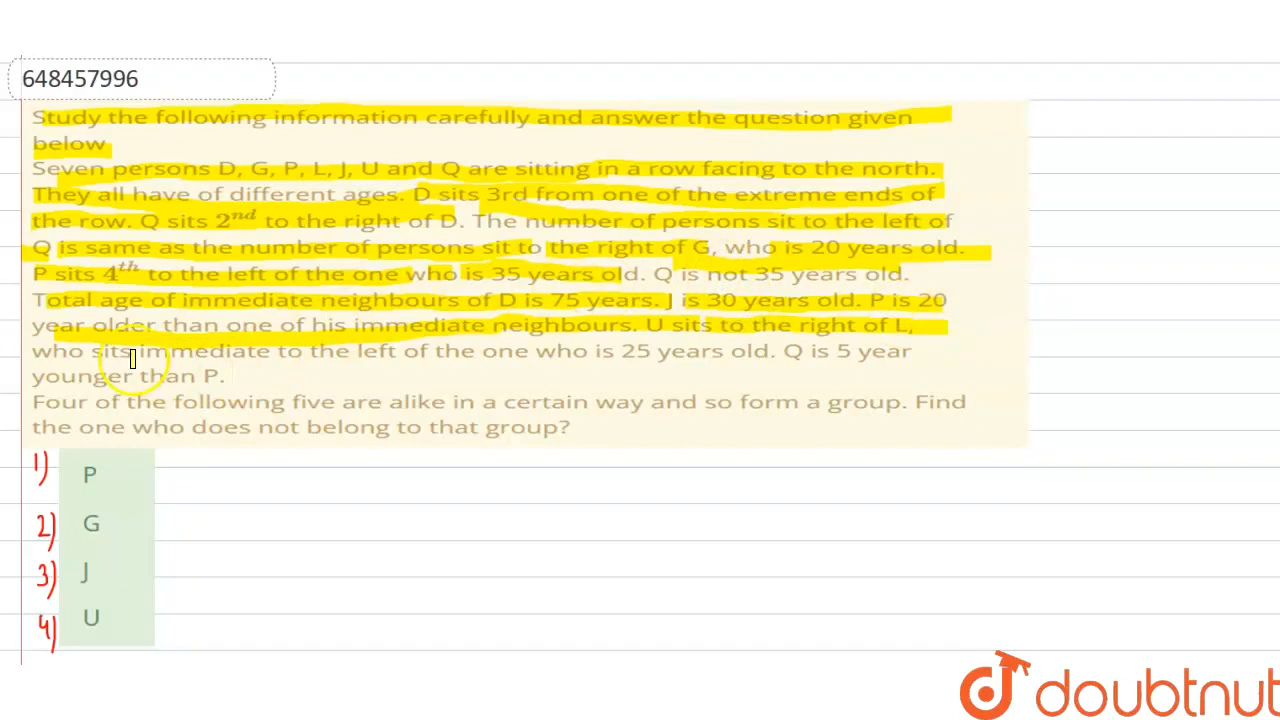 648457996
Study the following information carefully and answer the question given
below
Seven persons D, G, P, L, J, U and Q are sitting in a row facing to the north.
They all have of different ages. D sits 3rd from one of the extreme ends of
the row. Q sits 2nd to the right of D. The number of persons sit to the left of
Q is same as the number of persons sit to the right of G, who is 20 years old.
P sits 4th to the left of the one who is 35 years old. Q is not 35 years old.
Total age of immediate neighbours of D is 75 years. J is 30 years old. P is 20
year older than one of his immediate neighbours. U sits to the right of L,
who sits immediate to the left of the one who is 25 years old. Q is 5 year
younger than P.
Four of the following five are alike in a certain way and so form a group. Find
the one who does not belong to that group?
1) P
2) G
3) J
4) U
doubtnut